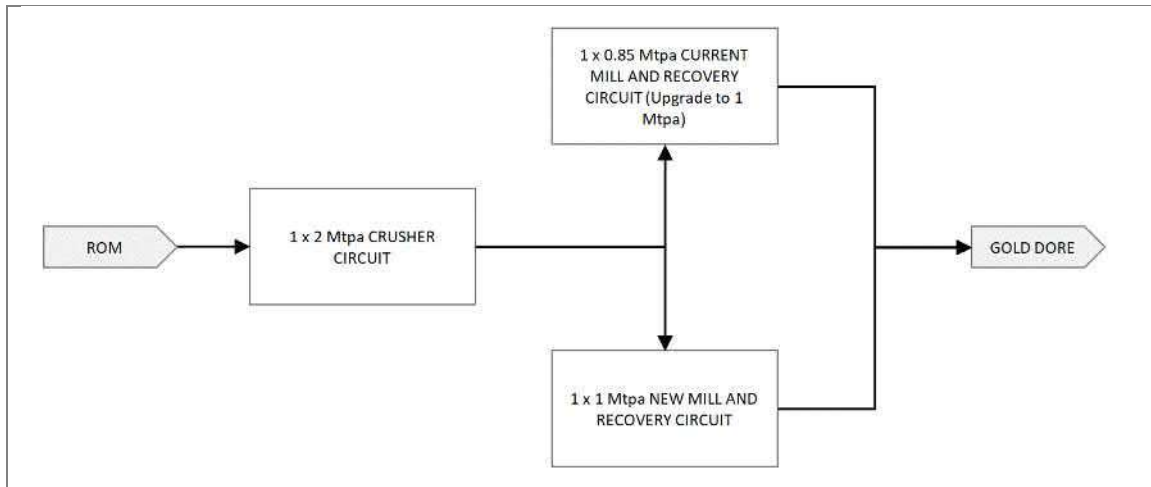 1 x 0.85 Mtpa CURRENT
MILL AND RECOVERY
CIRCUIT (Upgrade to 1
Mtpa)
ROM
1 x 2 Mtpa CRUSHER
CIRCUIT
GOLD DORE
1 x 1 Mtpa NEW MILL AND
RECOVERY CIRCUIT